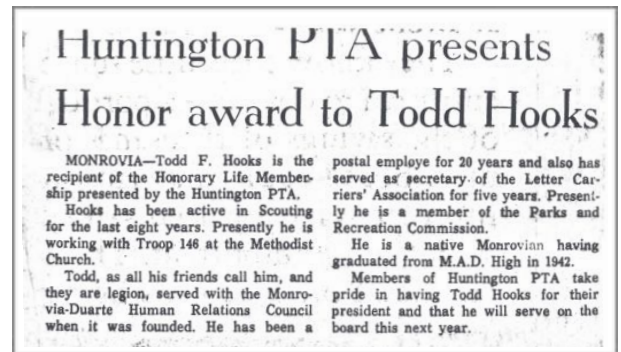 Huntington PTA presents
Honor award to Todd Hooks
MONROVIA—Todd F. Hooks is the
recipient of the Honorary Life Member-
ship presented by the Huntington PTA.
Hooks has been active in Scouting
for the last eight years. Presently he is
working with Troop 146 at the Methodist
Church.
Todd, as all his friends call him, and
they are legion, served with the Monro-
via-Duarte Human Relations Council
when it was founded. He has been a
postal employe for 20 years and also has
served as secretary of the Letter Car-
riers' Association for five years. Present-
ly he is a member of the Parks and
Recreation Commission.
He is a native Monrovian having
graduated from M.A.D. High in 1942.
Members of Huntington PTA take
pride in having Todd Hooks for their
president and that he will serve on the
board this next year.